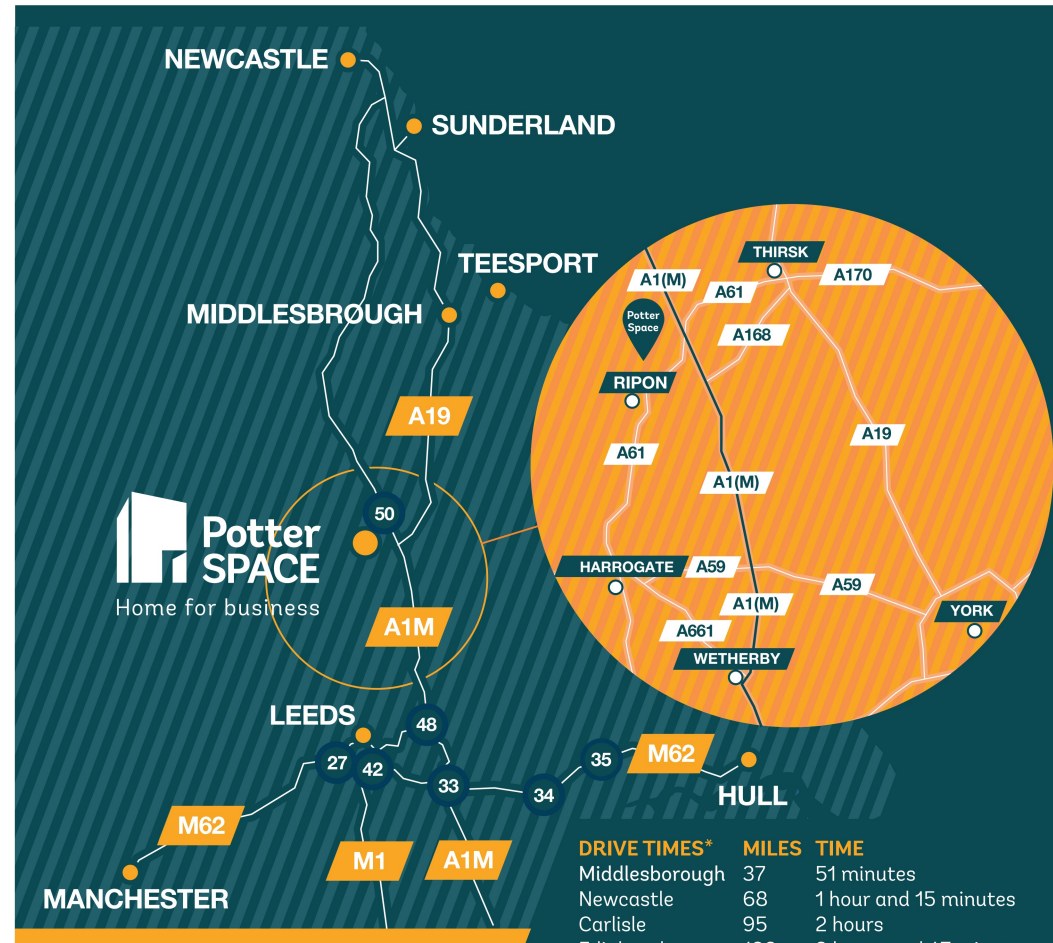 NEWCASTLE
SUNDERLAND
TEESPORT
MIDDLESBROUGH
A19
50
Potter
SPACE
Home for business
A1M
LEEDS
48
27
42
33
34
35
M62
HULL
M62
M1
A1M
MANCHESTER
THIRSK
A1(M)
A61
A170
Potter
Space
A168
RIPON
A61
A19
A1(M)
HARROGATE
A59
A59
A1(M)
A661
YORK
WETHERBY
DRIVE TIMES* MILES TIME
Middlesborough 37 51 minutes
Newcastle 68 1 hour and 15 minutes
Carlisle 95 2 hours